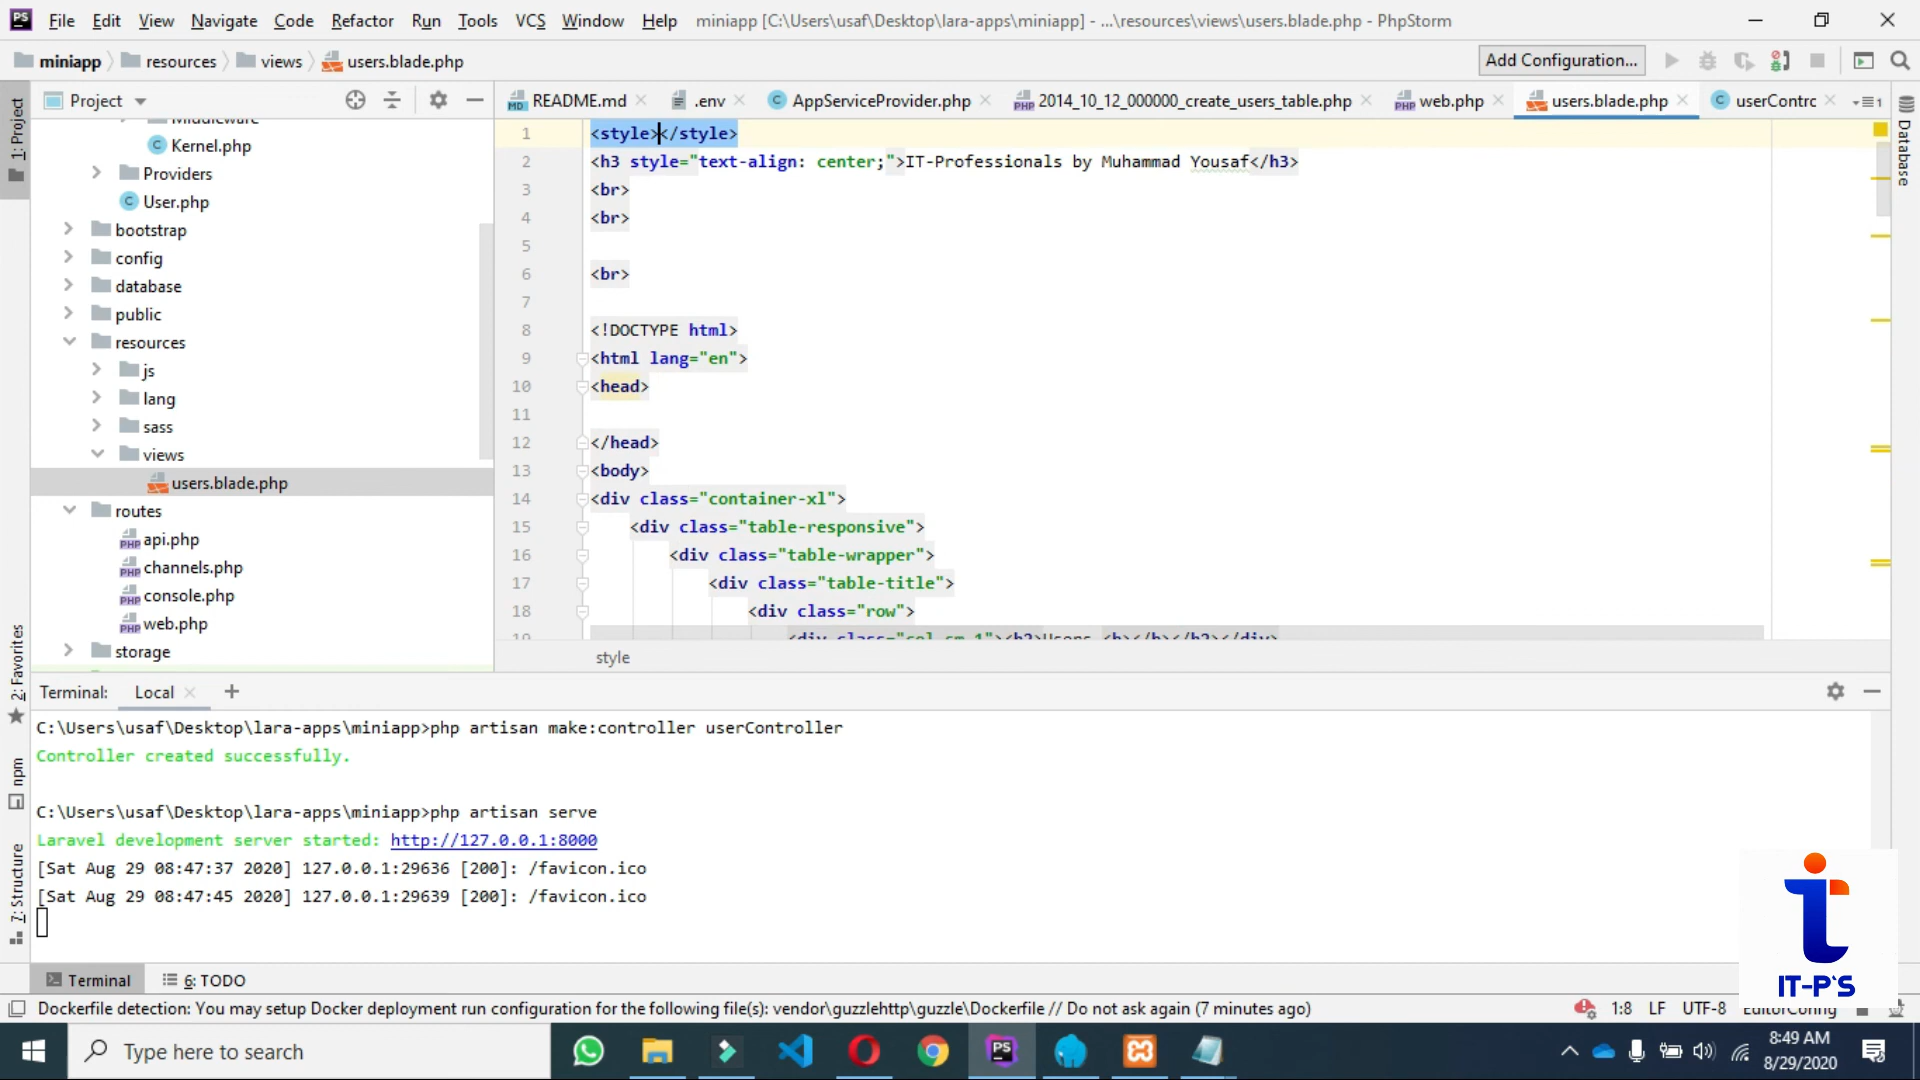 PS File Edit View Navigate Code Refactor Run Tools VCS Window Help miniapp [C:\Users\usaf\Desktop\lara-apps\miniapp] - ...\resources\views\users.blade.php - PhpStorm
miniapp resources views users.blade.php Add Configuration...
Project README.md .env AppServiceProvider.php 2014_10_12_000000_create_users_table.php web.php users.blade.php userContrc
1: Project
Database
Kernel.php
Providers
User.php
bootstrap
config
database
public
resources
js
lang
sass
views
users.blade.php
routes
api.php
channels.php
console.php
web.php
storage
1 <style></style>
2 <h3 style="text-align: center;">IT-Professionals by Muhammad Yousaf</h3>
3 <br>
4 <br>
5
6 <br>
7
8 <!DOCTYPE html>
9 <html lang="en">
10 <head>
11
12 </head>
13 <body>
14 <div class="container-xl">
15 <div class="table-responsive">
16 <div class="table-wrapper">
17 <div class="table-title">
18 <div class="row">
style
2: Favorites
npm
7: Structure
Terminal: Local
C:\Users\usaf\Desktop\lara-apps\miniapp>php artisan make:controller userController
Controller created successfully.
C:\Users\usaf\Desktop\lara-apps\miniapp>php artisan serve
Laravel development server started: http://127.0.0.1:8000
[Sat Aug 29 08:47:37 2020] 127.0.0.1:29636 [200]: /favicon.ico
[Sat Aug 29 08:47:45 2020] 127.0.0.1:29639 [200]: /favicon.ico
IT-P'S
Terminal 6: TODO
Dockerfile detection: You may setup Docker deployment run configuration for the following file(s): vendor\guzzlehttp\guzzle\Dockerfile // Do not ask again (7 minutes ago) 1:8 LF UTF-8 EditorConfig
Type here to search
8:49 AM
8/29/2020